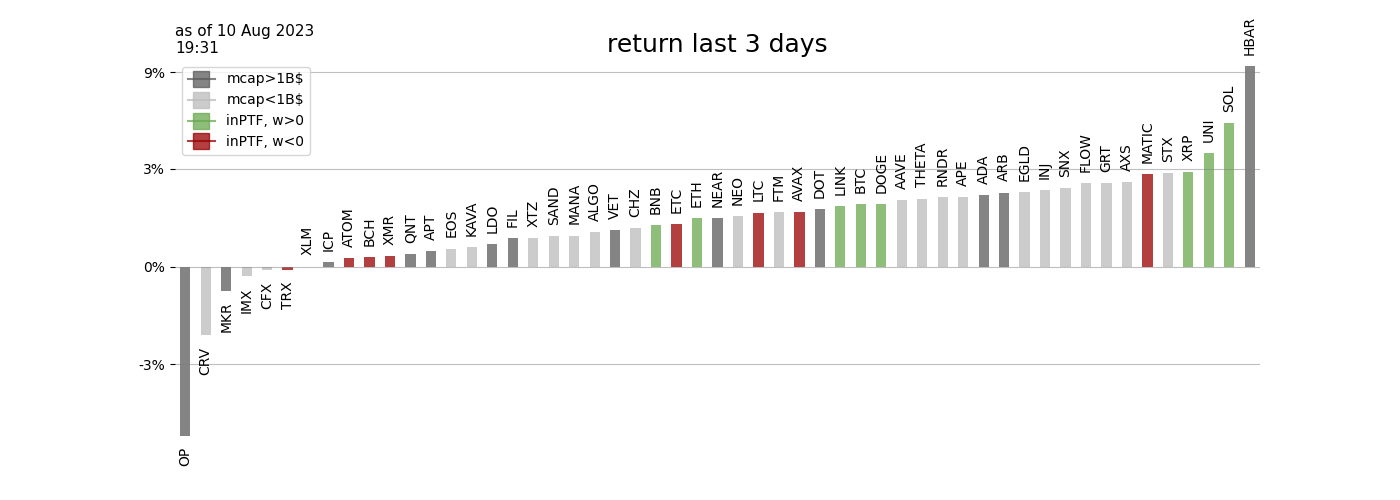 as of 10 Aug 2023
19:31
return last 3 days
mcap>1B$
mcap<1B$
inPTF, w>0
inPTF, w<0
9%
3%
0%
-3%
OP
CRV
MKR
IMX
CFX
TRX
XLM
ICP
ATOM
BCH
XMR
QNT
APT
EOS
KAVA
LDO
FIL
XTZ
SAND
MANA
ALGO
VET
CHZ
BNB
ETC
ETH
NEAR
NEO
LTC
FTM
AVAX
DOT
LINK
BTC
DOGE
AAVE
THETA
RNDR
APE
ADA
ARB
EGLD
INJ
SNX
FLOW
GRT
AXS
MATIC
STX
XRP
UNI
SOL
HBAR